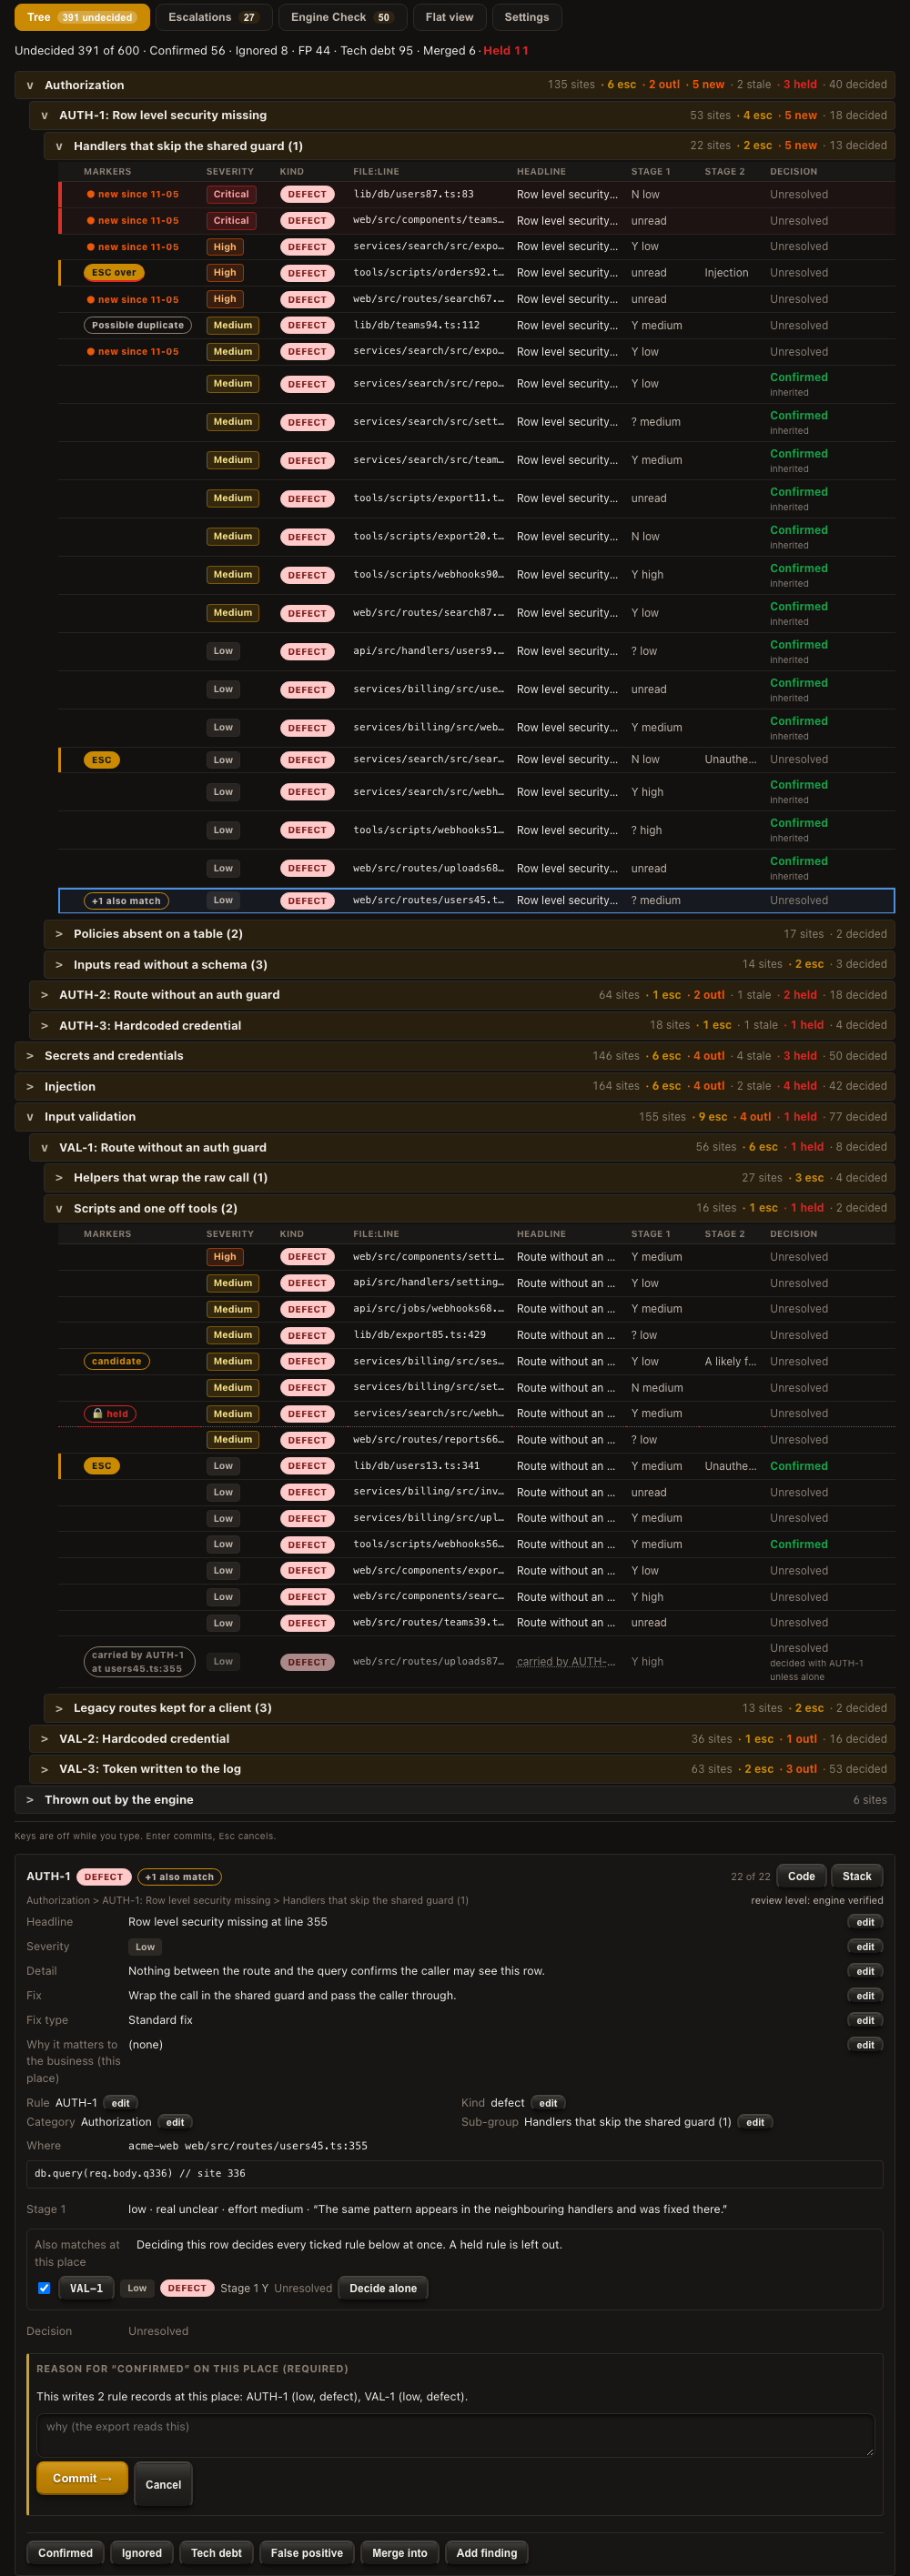 Tree 391 undecided Escalations 27 Engine Check 50 Flat view Settings
Undecided 391 of 600 · Confirmed 56 · Ignored 8 · FP 44 · Tech debt 95 · Merged 6 · Held 11
v Authorization 135 sites · 6 esc · 2 outl · 5 new · 2 stale · 3 held · 40 decided
v AUTH-1: Row level security missing 53 sites · 4 esc · 5 new · 18 decided
v Handlers that skip the shared guard (1) 22 sites · 2 esc · 5 new · 13 decided
MARKERS SEVERITY KIND FILE:LINE HEADLINE STAGE 1 STAGE 2 DECISION
● new since 11-05 Critical DEFECT lib/db/users87.ts:83 Row level security… N low Unresolved
● new since 11-05 Critical DEFECT web/src/components/teams… Row level security… unread Unresolved
● new since 11-05 High DEFECT services/search/src/expo… Row level security… Y low Unresolved
ESC over High DEFECT tools/scripts/orders92.t… Row level security… unread Injection Unresolved
● new since 11-05 High DEFECT web/src/routes/search67.… Row level security… unread Unresolved
Possible duplicate Medium DEFECT lib/db/teams94.ts:112 Row level security… Y medium Unresolved
● new since 11-05 Medium DEFECT services/search/src/expo… Row level security… Y low Unresolved
Medium DEFECT services/search/src/repo… Row level security… Y low Confirmed
inherited
Medium DEFECT services/search/src/sett… Row level security… ? medium Confirmed
inherited
Medium DEFECT services/search/src/team… Row level security… Y medium Confirmed
inherited
Medium DEFECT tools/scripts/export11.t… Row level security… unread Confirmed
inherited
Medium DEFECT tools/scripts/export20.t… Row level security… N low Confirmed
inherited
Medium DEFECT tools/scripts/webhooks90… Row level security… Y high Confirmed
inherited
Medium DEFECT web/src/routes/search87.… Row level security… Y low Confirmed
inherited
Low DEFECT api/src/handlers/users9.… Row level security… ? low Confirmed
inherited
Low DEFECT services/billing/src/use… Row level security… unread Confirmed
inherited
Low DEFECT services/billing/src/web… Row level security… Y medium Confirmed
inherited
ESC Low DEFECT services/search/src/sear… Row level security… N low Unauthe… Unresolved
Low DEFECT services/search/src/webh… Row level security… Y high Confirmed
inherited
Low DEFECT tools/scripts/webhooks51… Row level security… ? high Confirmed
inherited
Low DEFECT web/src/routes/uploads68… Row level security… unread Confirmed
inherited
+1 also match Low DEFECT web/src/routes/users45.t… Row level security… ? medium Unresolved
> Policies absent on a table (2) 17 sites · 2 decided
> Inputs read without a schema (3) 14 sites · 2 esc · 3 decided
> AUTH-2: Route without an auth guard 64 sites · 1 esc · 2 outl · 1 stale · 2 held · 18 decided
> AUTH-3: Hardcoded credential 18 sites · 1 esc · 1 stale · 1 held · 4 decided
> Secrets and credentials 146 sites · 6 esc · 4 outl · 4 stale · 3 held · 50 decided
> Injection 164 sites · 6 esc · 4 outl · 2 stale · 4 held · 42 decided
v Input validation 155 sites · 9 esc · 4 outl · 1 held · 77 decided
v VAL-1: Route without an auth guard 56 sites · 6 esc · 1 held · 8 decided
> Helpers that wrap the raw call (1) 27 sites · 3 esc · 4 decided
v Scripts and one off tools (2) 16 sites · 1 esc · 1 held · 2 decided
MARKERS SEVERITY KIND FILE:LINE HEADLINE STAGE 1 STAGE 2 DECISION
High DEFECT web/src/components/setti… Route without an … Y medium Unresolved
Medium DEFECT api/src/handlers/setting… Route without an … Y low Unresolved
Medium DEFECT api/src/jobs/webhooks68.… Route without an … Y medium Unresolved
Medium DEFECT lib/db/export85.ts:429 Route without an … ? low Unresolved
candidate Medium DEFECT services/billing/src/ses… Route without an … Y low A likely f… Unresolved
Medium DEFECT services/billing/src/set… Route without an … N medium Unresolved
🔒 held Medium DEFECT services/search/src/webh… Route without an … Y medium Unresolved
Medium DEFECT web/src/routes/reports66… Route without an … ? low Unresolved
ESC Low DEFECT lib/db/users13.ts:341 Route without an … Y medium Unauthe… Confirmed
Low DEFECT services/billing/src/inv… Route without an … unread Unresolved
Low DEFECT services/billing/src/upl… Route without an … Y medium Unresolved
Low DEFECT tools/scripts/webhooks56… Route without an … Y medium Confirmed
Low DEFECT web/src/components/expor… Route without an … Y low Unresolved
Low DEFECT web/src/components/searc… Route without an … Y high Unresolved
Low DEFECT web/src/routes/teams39.t… Route without an … unread Unresolved
carried by AUTH-1
at users45.ts:355 Low DEFECT web/src/routes/uploads87… carried by AUTH-… Y high Unresolved
decided with AUTH-1
unless alone
> Legacy routes kept for a client (3) 13 sites · 2 esc · 2 decided
> VAL-2: Hardcoded credential 36 sites · 1 esc · 1 outl · 16 decided
> VAL-3: Token written to the log 63 sites · 2 esc · 3 outl · 53 decided
> Thrown out by the engine 6 sites
Keys are off while you type. Enter commits, Esc cancels.
AUTH-1 DEFECT +1 also match 22 of 22 Code Stack
Authorization > AUTH-1: Row level security missing > Handlers that skip the shared guard (1) review level: engine verified
Headline Row level security missing at line 355 edit
Severity Low edit
Detail Nothing between the route and the query confirms the caller may see this row. edit
Fix Wrap the call in the shared guard and pass the caller through. edit
Fix type Standard fix edit
Why it matters to the business (this place) (none) edit
Rule AUTH-1 edit Kind defect edit
Category Authorization edit Sub-group Handlers that skip the shared guard (1) edit
Where acme-web web/src/routes/users45.ts:355
db.query(req.body.q336) // site 336
Stage 1 low · real unclear · effort medium · “The same pattern appears in the neighbouring handlers and was fixed there.”
Also matches at this place Deciding this row decides every ticked rule below at once. A held rule is left out.
VAL-1 Low DEFECT Stage 1 Y Unresolved Decide alone
Decision Unresolved
REASON FOR “CONFIRMED” ON THIS PLACE (REQUIRED)
This writes 2 rule records at this place: AUTH-1 (low, defect), VAL-1 (low, defect).
why (the export reads this)
Commit → Cancel
Confirmed Ignored Tech debt False positive Merge into Add finding